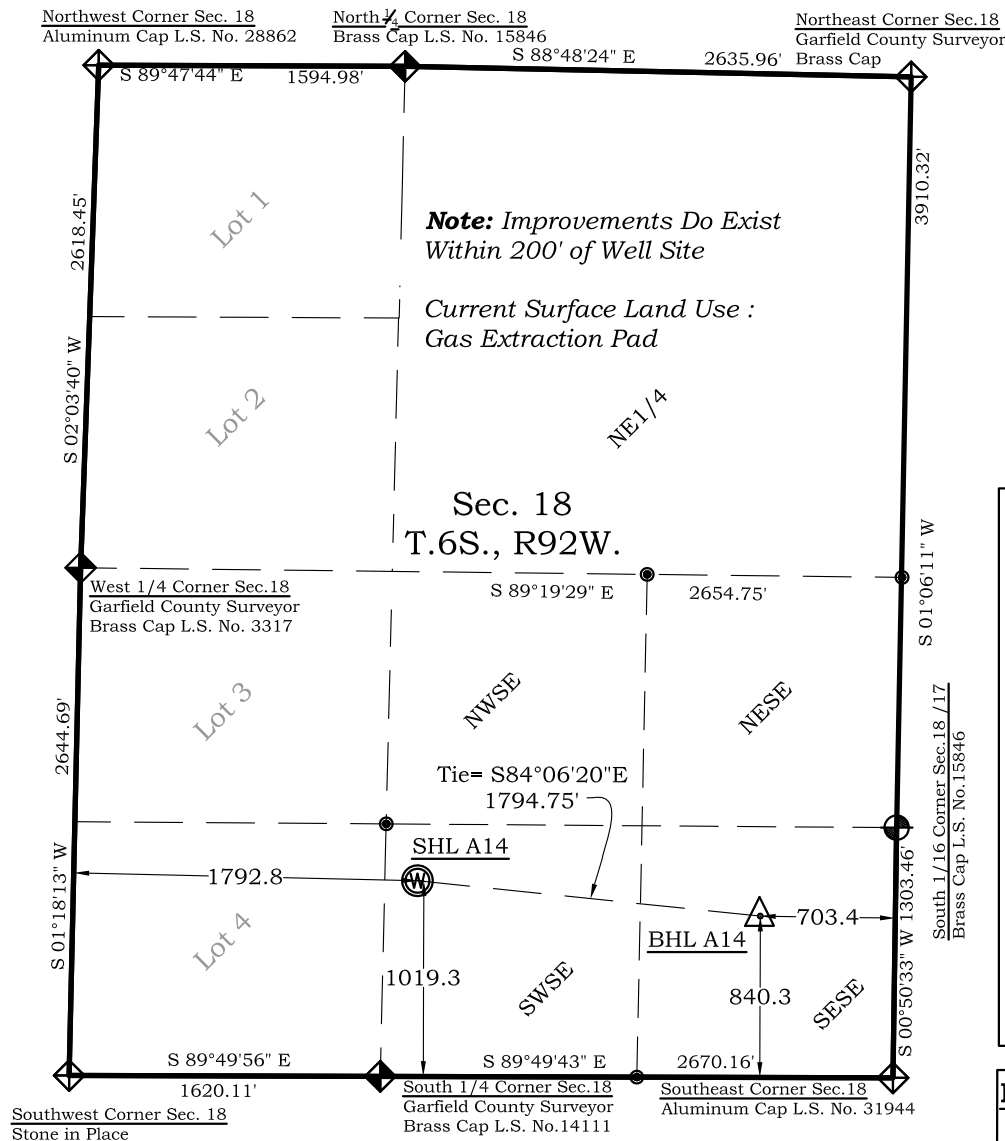 Northwest Corner Sec. 18
Aluminum Cap L.S. No. 28862
North 1/4 Corner Sec. 18
Brass Cap L.S. No. 15846
Northeast Corner Sec.18
Garfield County Surveyor
Brass Cap
S 89°47'44" E 1594.98'
S 88°48'24" E 2635.96'
2618.45'
S 02°03'40" W
3910.32'
S 01°06'11" W
Lot 1
Note: Improvements Do Exist
Within 200' of Well Site
Current Surface Land Use :
Gas Extraction Pad
Lot 2
NE1/4
Sec. 18
T.6S., R92W.
West 1/4 Corner Sec.18
Garfield County Surveyor
Brass Cap L.S. No. 3317
S 89°19'29" E 2654.75'
2644.69'
S 01°18'13" W
Lot 3
NWSE
NESE
Tie= S84°06'20"E
1794.75'
South 1/16 Corner Sec.18 /17
Brass Cap L.S. No.15846
SHL A14
W
1792.8
BHL A14
703.4
S 00°50'33" W 1303.46'
Lot 4
1019.3
SWSE
840.3
SESE
S 89°49'56" E
1620.11'
S 89°49'43" E 2670.16'
Southwest Corner Sec. 18
Stone in Place
South 1/4 Corner Sec.18
Garfield County Surveyor
Brass Cap L.S. No.14111
Southeast Corner Sec.18
Aluminum Cap L.S. No. 31944